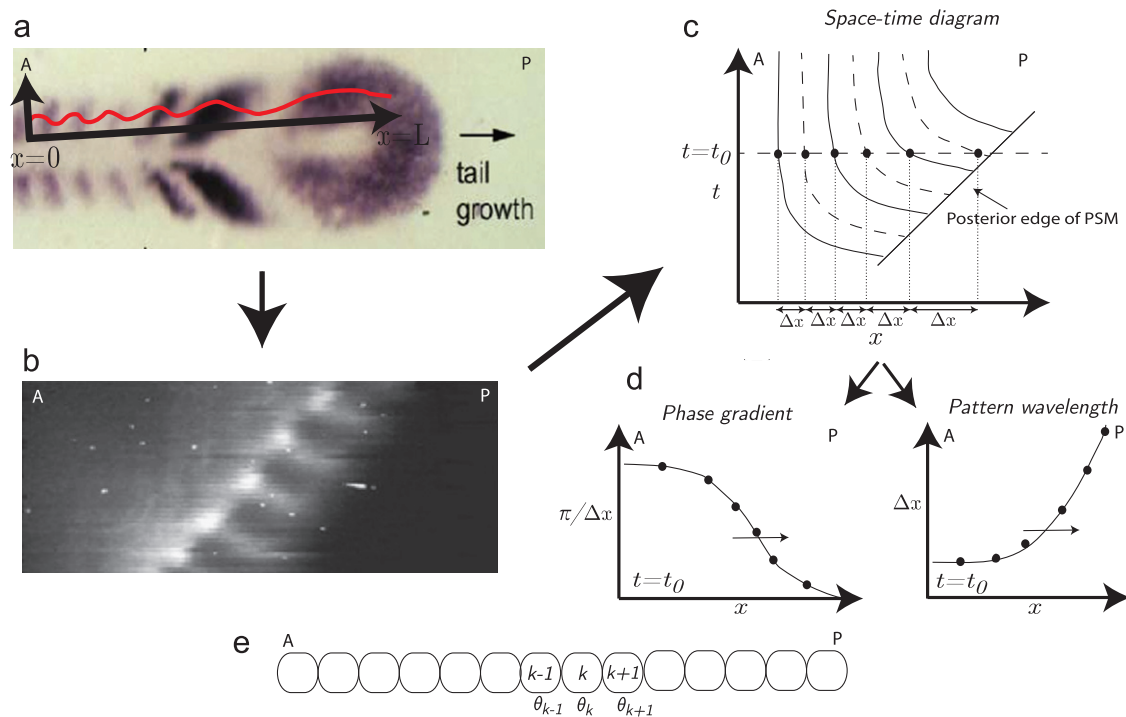 a
A
P
x=0
x=L
tail
growth
b
A
P
c
Space-time diagram
A
P
t=t0
t
Posterior edge of PSM
Δx Δx Δx Δx Δx
x
d
Phase gradient
A
P
π/Δx
t=t0
x
Pattern wavelength
A
P
Δx
t=t0
x
e
A
P
k-1 k k+1
θk-1 θk θk+1